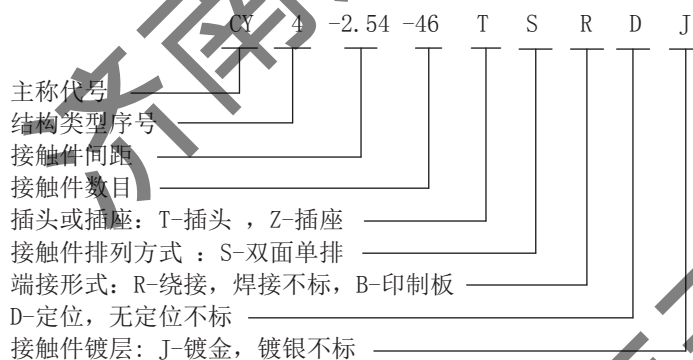 CY 4 -2.54 -46 T S R D J
主称代号
结构类型序号
接触件间距
接触件数目
插头或插座：T-插头 ，Z-插座
接触件排列方式 ：S-双面单排
端接形式：R-绕接，焊接不标，B-印制板
D-定位，无定位不标
接触件镀层：J-镀金，镀银不标
济南